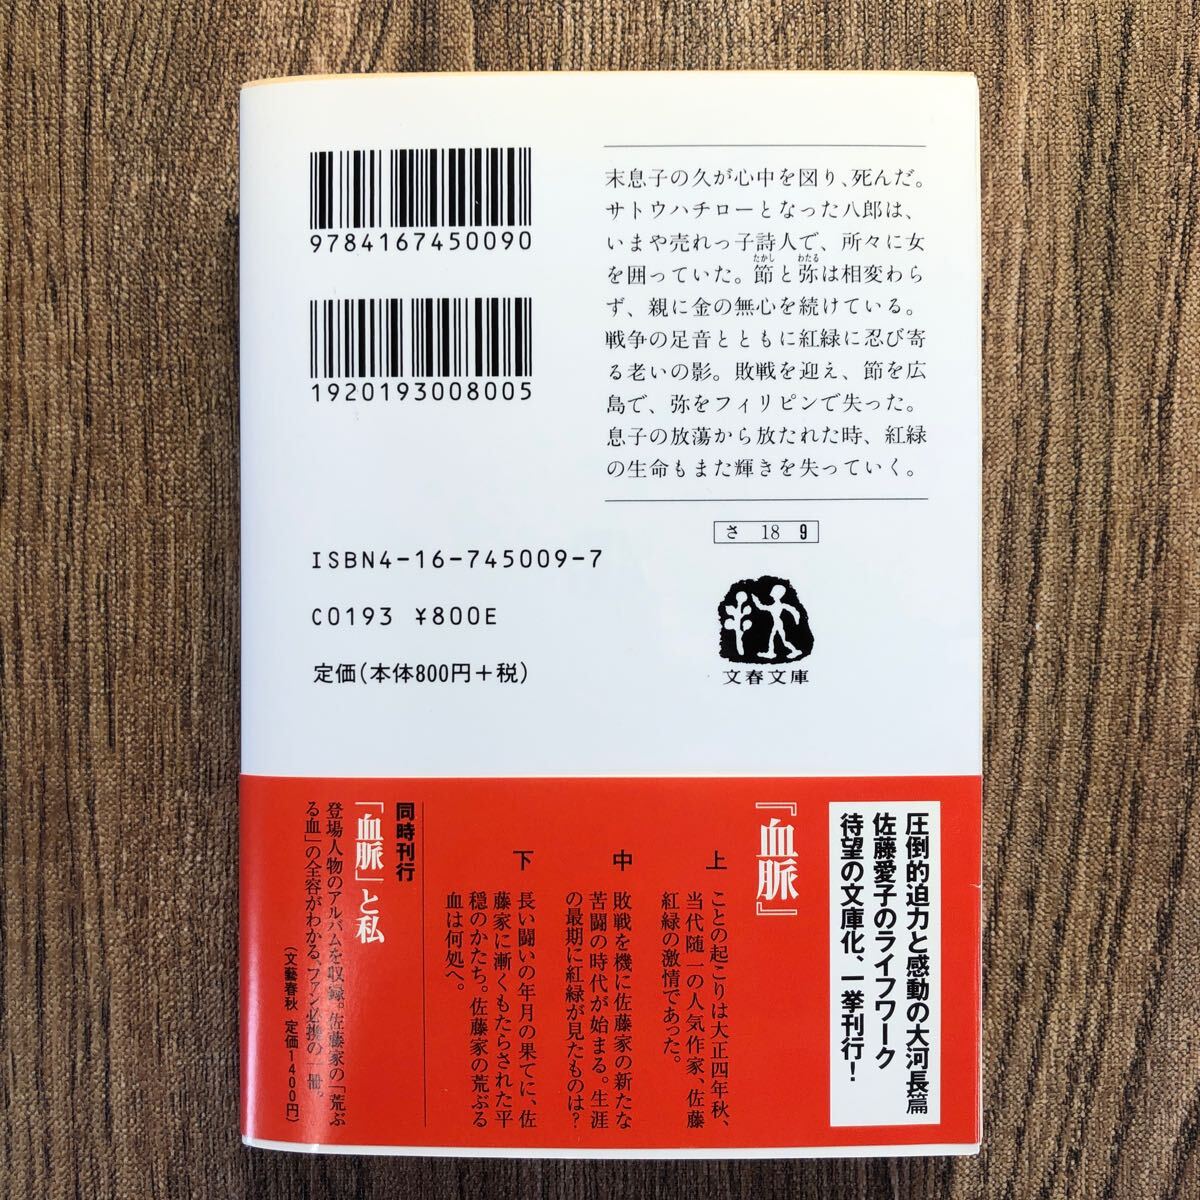 9784167450090
1920193008005
末息子の久が心中を図り、死んだ。
サトウハチローとなった八郎は、
いまや売れっ子詩人で、所々に女
たかし わたる
を囲っていた。節と弥は相変わら
ず、親に金の無心を続けている。
戦争の足音とともに紅緑に忍び寄
る老いの影。敗戦を迎え、節を広
島で、弥をフィリピンで失った。
息子の放蕩から放たれた時、紅緑
の生命もまた輝きを失っていく。
さ 18 9
ISBN4-16-745009-7
C0193 ¥800E
定価(本体800円+税)
文春文庫
圧倒的迫力と感動の大河長篇
佐藤愛子のライフワーク
待望の文庫化、一挙刊行!
『血脈』
上 ことの起こりは大正四年秋、
当代随一の人気作家、佐藤
紅緑の激情であった。
中 敗戦を機に佐藤家の新たな
苦闘の時代が始まる。生涯
の最期に紅緑が見たものは?
下 長い闘いの年月の果てに、佐
藤家に漸くもたらされた平
穏のかたち。佐藤家の荒ぶる
血は何処へ。
同時刊行
「血脈」と私
登場人物のアルバムを収録。佐藤家の「荒ぶ
る血」の全容がわかる、ファン必携の一冊。
(文藝春秋 定価1400円)